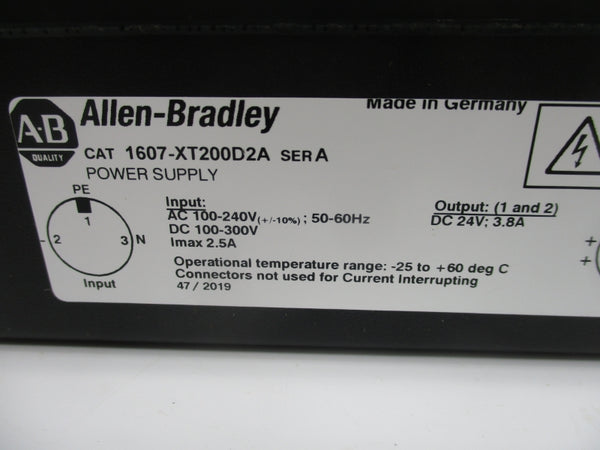 A-B
QUALITY
Allen-Bradley
Made in Germany
CAT 1607-XT200D2A SER A
POWER SUPPLY
PE
1
2
3 N
Input
Input:
AC 100-240V(+/-10%); 50-60Hz
DC 100-300V
Imax 2.5A
Output: (1 and 2)
DC 24V; 3.8A
Operational temperature range: -25 to +60 deg C
Connectors not used for Current Interrupting
47 / 2019
+
+